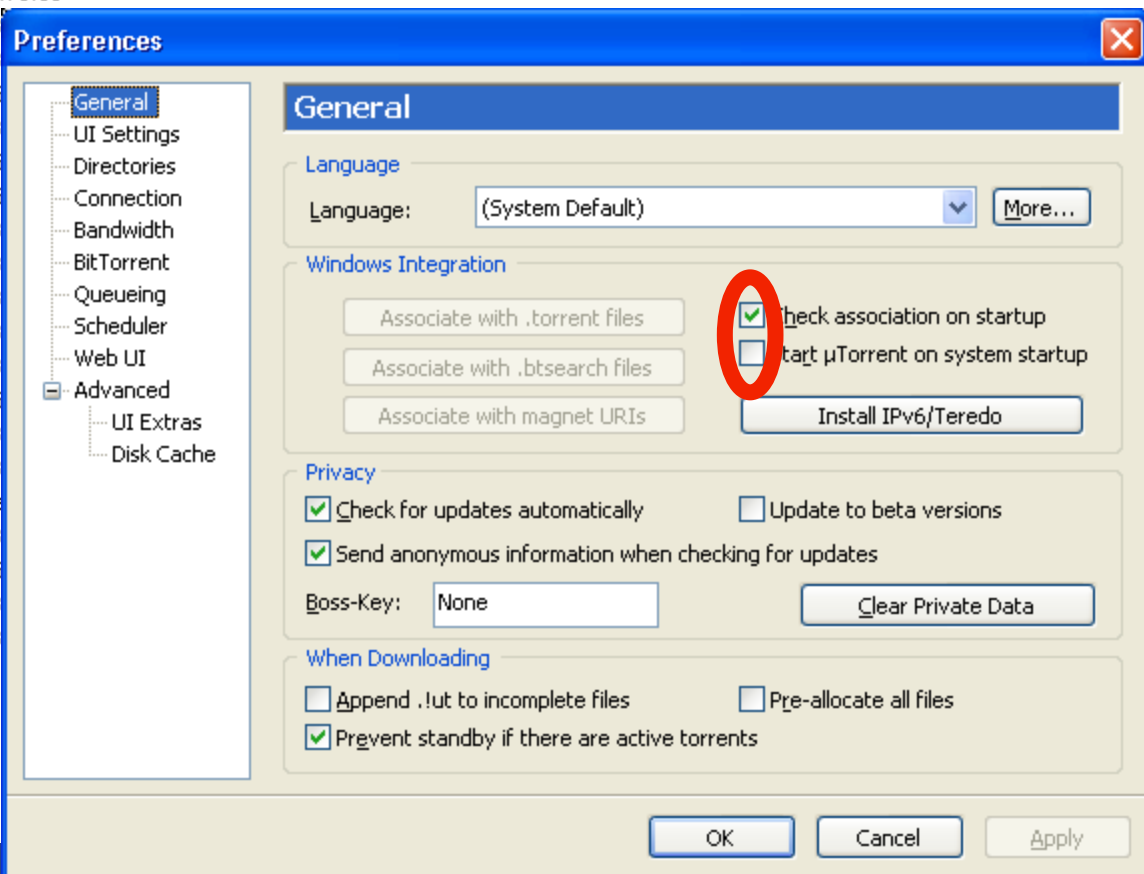 Preferences
General
UI Settings
Directories
Connection
Bandwidth
BitTorrent
Queueing
Scheduler
Web UI
Advanced
UI Extras
Disk Cache
General
Language
Language: (System Default) More...
Windows Integration
Associate with .torrent files
Check association on startup
Associate with .btsearch files
Start µTorrent on system startup
Associate with magnet URIs
Install IPv6/Teredo
Privacy
Check for updates automatically
Update to beta versions
Send anonymous information when checking for updates
Boss-Key: None Clear Private Data
When Downloading
Append .!ut to incomplete files
Pre-allocate all files
Prevent standby if there are active torrents
OK Cancel Apply